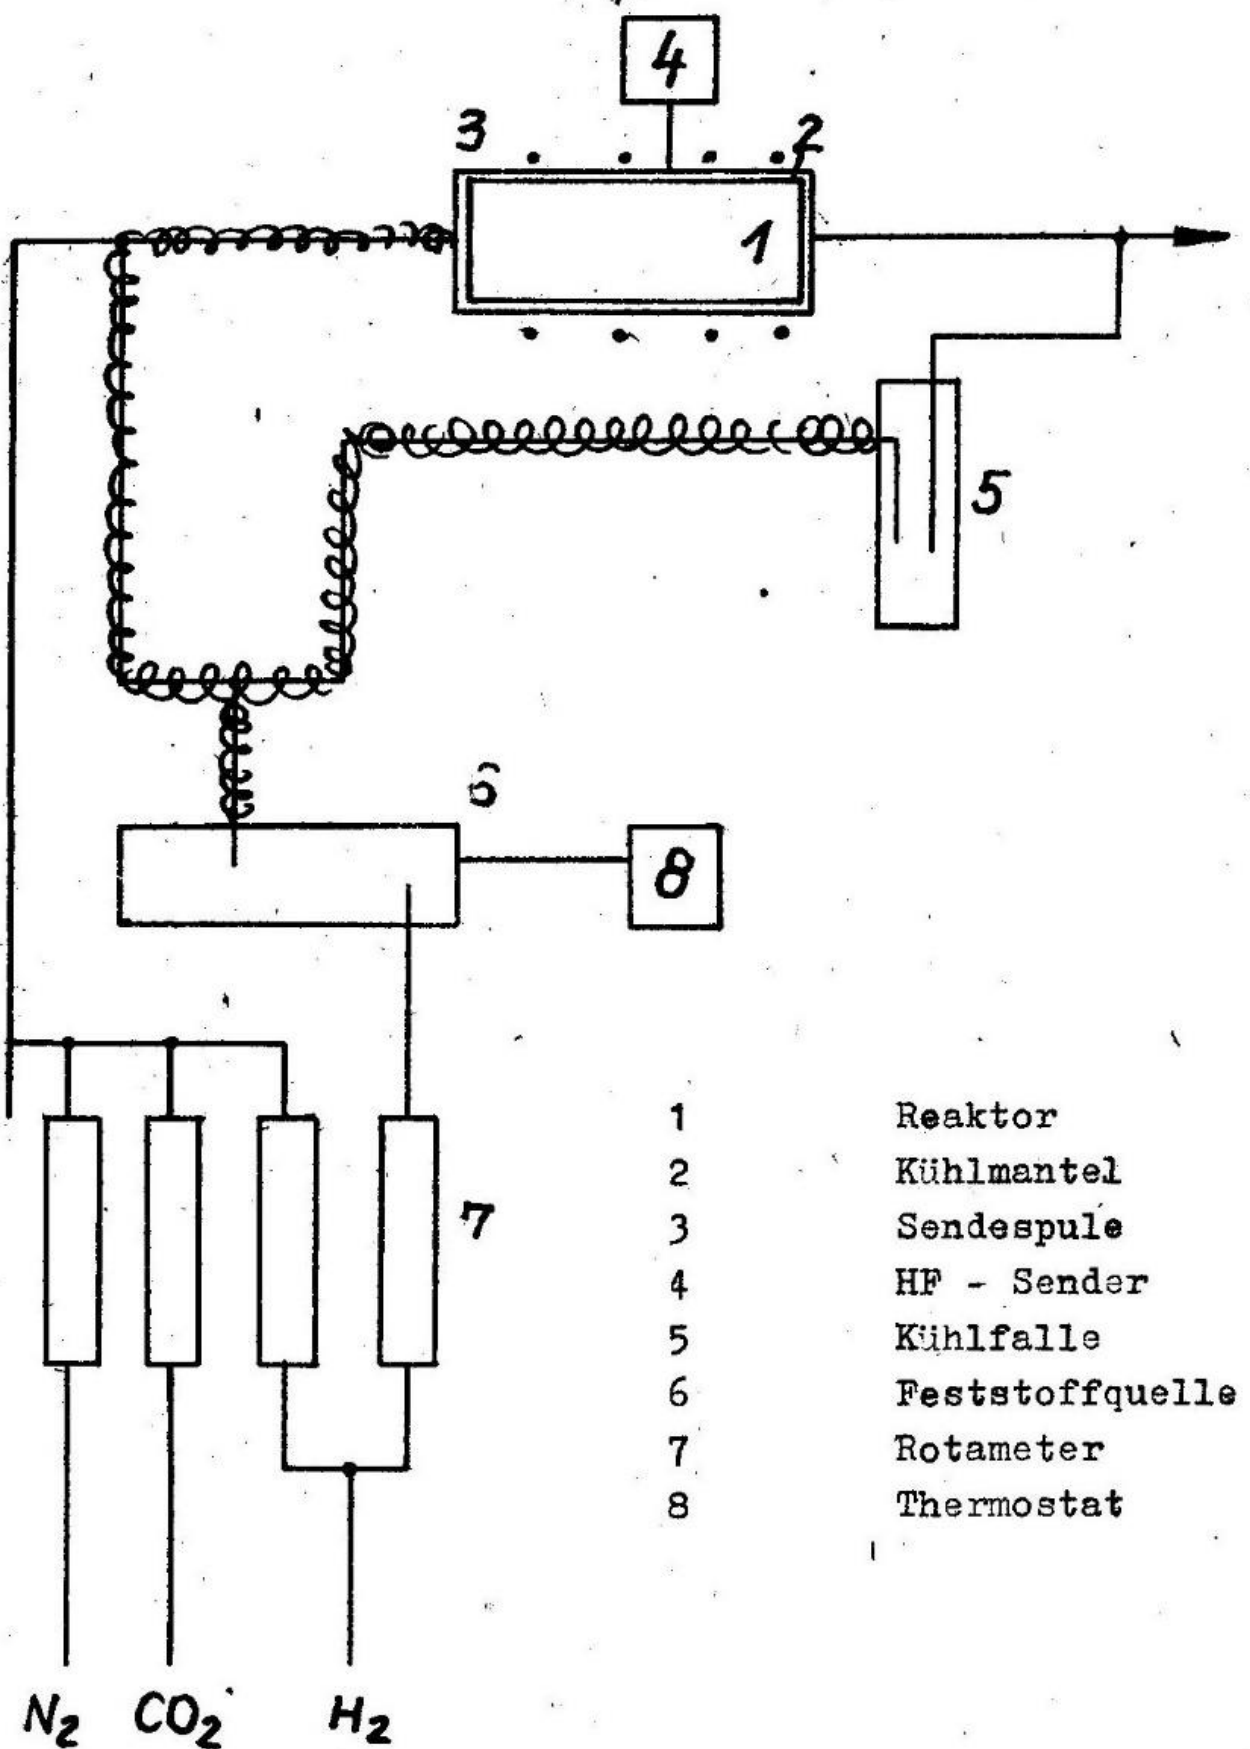 4
3
2
1
5
6
8
7
1 Reaktor
2 Kühlmantel
3 Sendespule
4 HF - Sender
5 Kühlfalle
6 Feststoffquelle
7 Rotameter
8 Thermostat
N2 CO2 H2